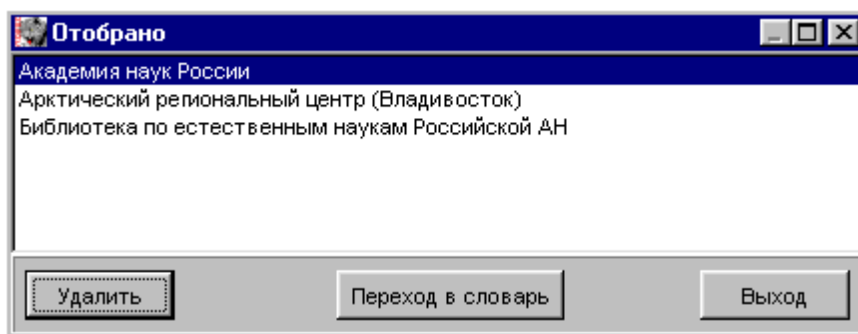 Отобрано
Академия наук России
Арктический региональный центр (Владивосток)
Библиотека по естественным наукам Российской АН
Удалить Переход в словарь Выход